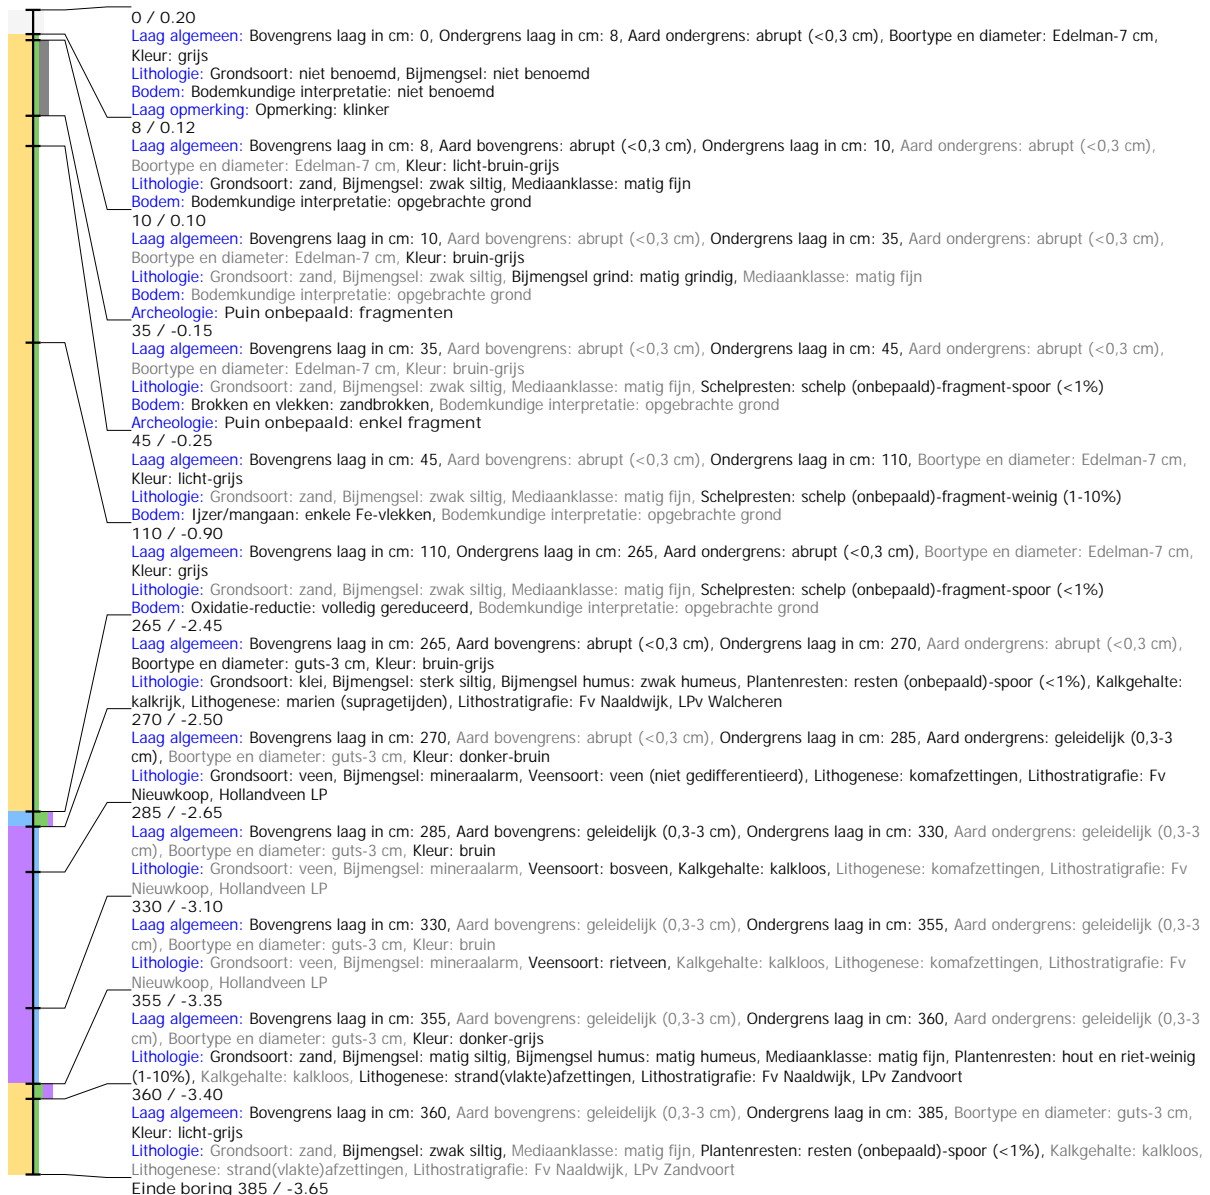 0 / 0.20
Laag algemeen: Bovengrens laag in cm: 0, Ondergrens laag in cm: 8, Aard ondergrens: abrupt (<0,3 cm), Boortype en diameter: Edelman-7 cm,
Kleur: grijs
Lithologie: Grondsoort: niet benoemd, Bijmengsel: niet benoemd
Bodem: Bodemkundige interpretatie: niet benoemd
Laag opmerking: Opmerking: klinker
8 / 0.12
Laag algemeen: Bovengrens laag in cm: 8, Aard bovengrens: abrupt (<0,3 cm), Ondergrens laag in cm: 10, Aard ondergrens: abrupt (<0,3 cm),
Boortype en diameter: Edelman-7 cm, Kleur: licht-bruin-grijs
Lithologie: Grondsoort: zand, Bijmengsel: zwak siltig, Mediaanklasse: matig fijn
Bodem: Bodemkundige interpretatie: opgebrachte grond
10 / 0.10
Laag algemeen: Bovengrens laag in cm: 10, Aard bovengrens: abrupt (<0,3 cm), Ondergrens laag in cm: 35, Aard ondergrens: abrupt (<0,3 cm),
Boortype en diameter: Edelman-7 cm, Kleur: bruin-grijs
Lithologie: Grondsoort: zand, Bijmengsel: zwak siltig, Bijmengsel grind: matig grindig, Mediaanklasse: matig fijn
Bodem: Bodemkundige interpretatie: opgebrachte grond
Archeologie: Puin onbepaald: fragmenten
35 / -0.15
Laag algemeen: Bovengrens laag in cm: 35, Aard bovengrens: abrupt (<0,3 cm), Ondergrens laag in cm: 45, Aard ondergrens: abrupt (<0,3 cm),
Boortype en diameter: Edelman-7 cm, Kleur: bruin-grijs
Lithologie: Grondsoort: zand, Bijmengsel: zwak siltig, Mediaanklasse: matig fijn, Schelpresten: schelp (onbepaald)-fragment-spoor (<1%)
Bodem: Brokken en vlekken: zandbrokken, Bodemkundige interpretatie: opgebrachte grond
Archeologie: Puin onbepaald: enkel fragment
45 / -0.25
Laag algemeen: Bovengrens laag in cm: 45, Aard bovengrens: abrupt (<0,3 cm), Ondergrens laag in cm: 110, Boortype en diameter: Edelman-7 cm,
Kleur: licht-grijs
Lithologie: Grondsoort: zand, Bijmengsel: zwak siltig, Mediaanklasse: matig fijn, Schelpresten: schelp (onbepaald)-fragment-weinig (1-10%)
Bodem: Ijzer/mangaan: enkele Fe-vlekken, Bodemkundige interpretatie: opgebrachte grond
110 / -0.90
Laag algemeen: Bovengrens laag in cm: 110, Ondergrens laag in cm: 265, Aard ondergrens: abrupt (<0,3 cm), Boortype en diameter: Edelman-7 cm,
Kleur: grijs
Lithologie: Grondsoort: zand, Bijmengsel: zwak siltig, Mediaanklasse: matig fijn, Schelpresten: schelp (onbepaald)-fragment-spoor (<1%)
Bodem: Oxidatie-reductie: volledig gereduceerd, Bodemkundige interpretatie: opgebrachte grond
265 / -2.45
Laag algemeen: Bovengrens laag in cm: 265, Aard bovengrens: abrupt (<0,3 cm), Ondergrens laag in cm: 270, Aard ondergrens: abrupt (<0,3 cm),
Boortype en diameter: guts-3 cm, Kleur: bruin-grijs
Lithologie: Grondsoort: klei, Bijmengsel: sterk siltig, Bijmengsel humus: zwak humeus, Plantenresten: resten (onbepaald)-spoor (<1%), Kalkgehalte:
kalkrijk, Lithogenese: marien (supragetijden), Lithostratigrafie: Fv Naaldwijk, LPv Walcheren
270 / -2.50
Laag algemeen: Bovengrens laag in cm: 270, Aard bovengrens: abrupt (<0,3 cm), Ondergrens laag in cm: 285, Aard ondergrens: geleidelijk (0,3-3
cm), Boortype en diameter: guts-3 cm, Kleur: donker-bruin
Lithologie: Grondsoort: veen, Bijmengsel: mineraalarm, Veensoort: veen (niet gedifferentieerd), Lithogenese: komafzettingen, Lithostratigrafie: Fv
Nieuwkoop, Hollandveen LP
285 / -2.65
Laag algemeen: Bovengrens laag in cm: 285, Aard bovengrens: geleidelijk (0,3-3 cm), Ondergrens laag in cm: 330, Aard ondergrens: geleidelijk (0,3-3
cm), Boortype en diameter: guts-3 cm, Kleur: bruin
Lithologie: Grondsoort: veen, Bijmengsel: mineraalarm, Veensoort: bosveen, Kalkgehalte: kalkloos, Lithogenese: komafzettingen, Lithostratigrafie: Fv
Nieuwkoop, Hollandveen LP
330 / -3.10
Laag algemeen: Bovengrens laag in cm: 330, Aard bovengrens: geleidelijk (0,3-3 cm), Ondergrens laag in cm: 355, Aard ondergrens: geleidelijk (0,3-3
cm), Boortype en diameter: guts-3 cm, Kleur: bruin
Lithologie: Grondsoort: veen, Bijmengsel: mineraalarm, Veensoort: rietveen, Kalkgehalte: kalkloos, Lithogenese: komafzettingen, Lithostratigrafie: Fv
Nieuwkoop, Hollandveen LP
355 / -3.35
Laag algemeen: Bovengrens laag in cm: 355, Aard bovengrens: geleidelijk (0,3-3 cm), Ondergrens laag in cm: 360, Aard ondergrens: geleidelijk (0,3-3
cm), Boortype en diameter: guts-3 cm, Kleur: donker-grijs
Lithologie: Grondsoort: zand, Bijmengsel: matig siltig, Bijmengsel humus: matig humeus, Mediaanklasse: matig fijn, Plantenresten: hout en riet-weinig
(1-10%), Kalkgehalte: kalkloos, Lithogenese: strand(vlakte)afzettingen, Lithostratigrafie: Fv Naaldwijk, LPv Zandvoort
360 / -3.40
Laag algemeen: Bovengrens laag in cm: 360, Aard bovengrens: geleidelijk (0,3-3 cm), Ondergrens laag in cm: 385, Boortype en diameter: guts-3 cm,
Kleur: licht-grijs
Lithologie: Grondsoort: zand, Bijmengsel: zwak siltig, Mediaanklasse: matig fijn, Plantenresten: resten (onbepaald)-spoor (<1%), Kalkgehalte: kalkloos,
Lithogenese: strand(vlakte)afzettingen, Lithostratigrafie: Fv Naaldwijk, LPv Zandvoort
Einde boring 385 / -3.65